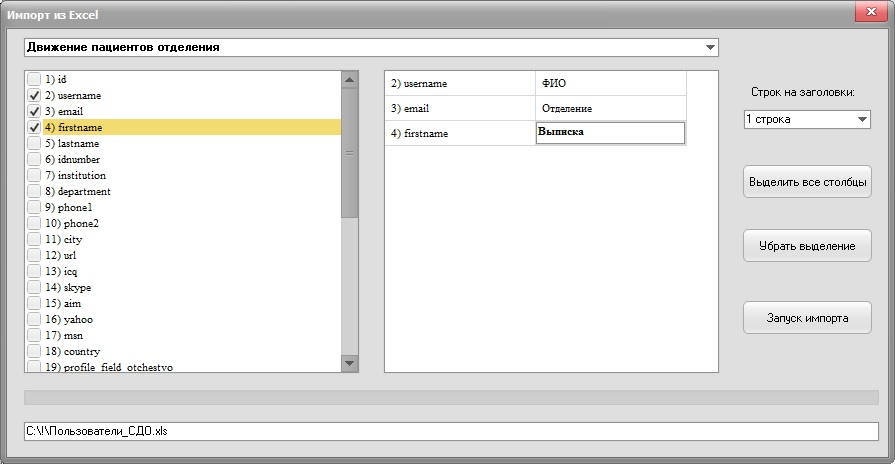 Импорт из Excel
Движение пациентов отделения
1) id
2) username
3) email
4) firstname
5) lastname
6) idnumber
7) institution
8) department
9) phone1
10) phone2
11) city
12) url
13) icq
14) skype
15) aim
16) yahoo
17) msn
18) country
19) profile_field_otchestvo
2) username ФИО
3) email Отделение
4) firstname Выписка
Строк на заголовки:
1 строка
Выделить все столбцы
Убрать выделение
Запуск импорта
C:\!\Пользователи_СДО.xls